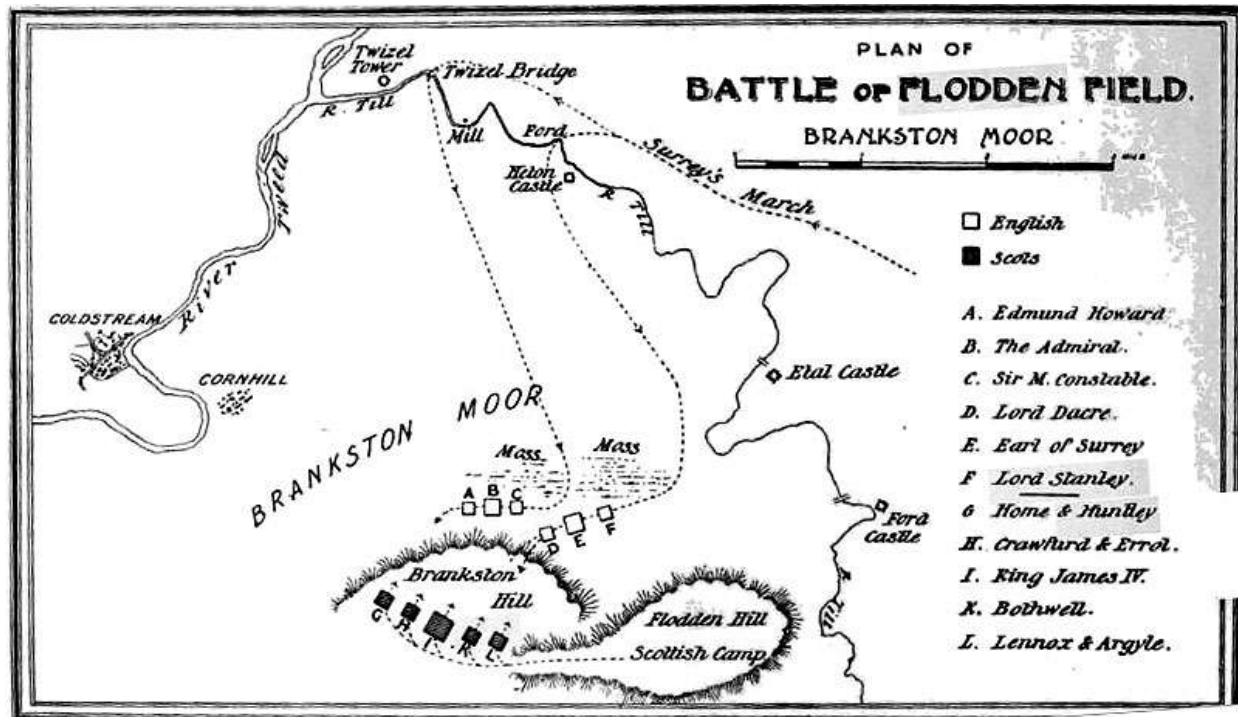 PLAN OF
BATTLE OF FLODDEN FIELD.
BRANKSTON MOOR
Twizel
Tower
Twizel Bridge
R. Till
Mill
Ford
Heton
Castle
R Till
Surrey's
March
River Tweed
COLDSTREAM
CORNHILL
BRANKSTON MOOR
Moss
Moss
Etal Castle
Ford
Castle
R Till
A B C
D E F
Brankston
Hill
G H I K L
Flodden Hill
Scottish Camp
English
Scots
A. Edmund Howard
B. The Admiral.
C. Sir M. Constable.
D. Lord Dacre.
E. Earl of Surrey
F Lord Stanley.
G Home & Huntley
H. Crawfurd & Errol.
I. King James IV.
K. Bothwell.
L. Lennox & Argyle.